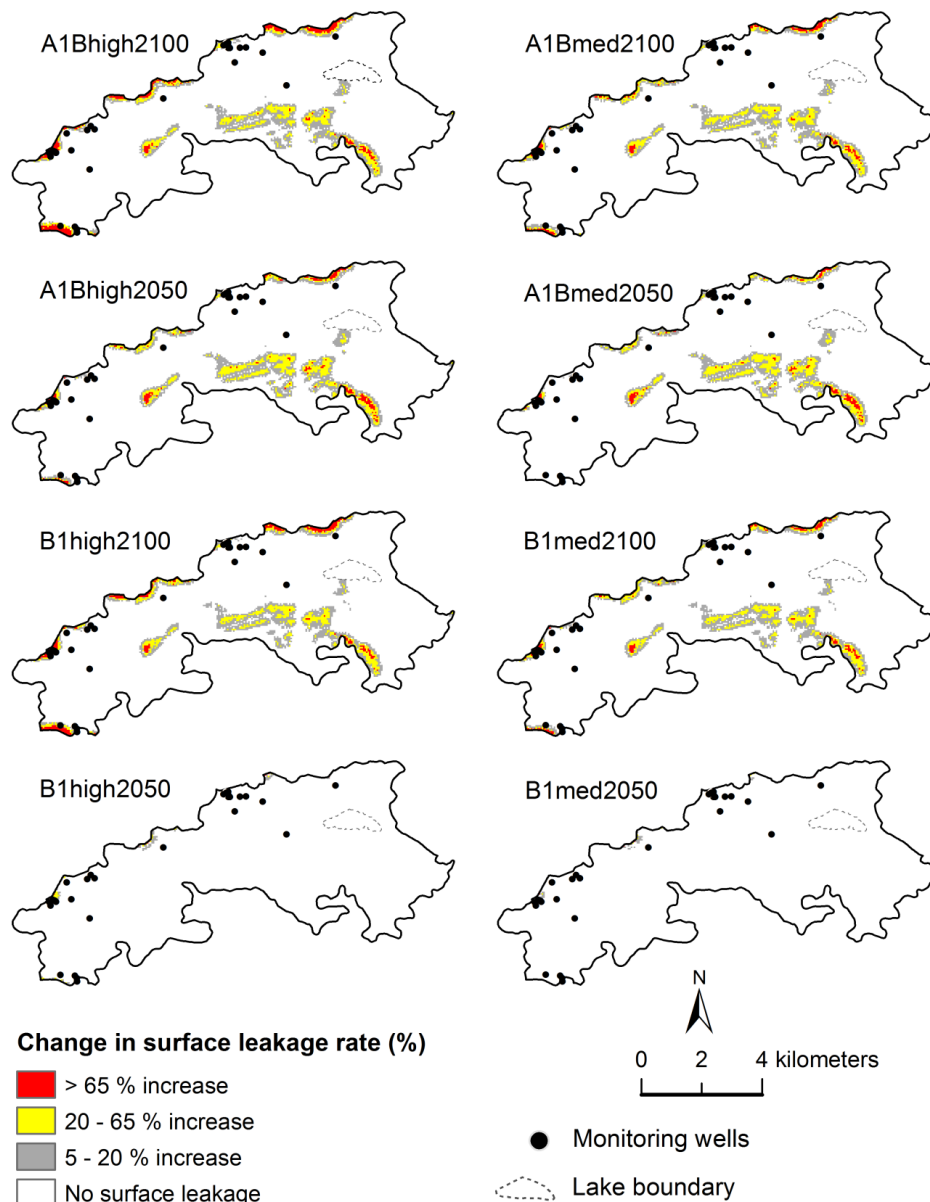 A1Bhigh2100
A1Bmed2100
A1Bhigh2050
A1Bmed2050
B1high2100
B1med2100
B1high2050
B1med2050
N
Change in surface leakage rate (%)
> 65 % increase
20 - 65 % increase
5 - 20 % increase
No surface leakage
0 2 4 kilometers
Monitoring wells
Lake boundary